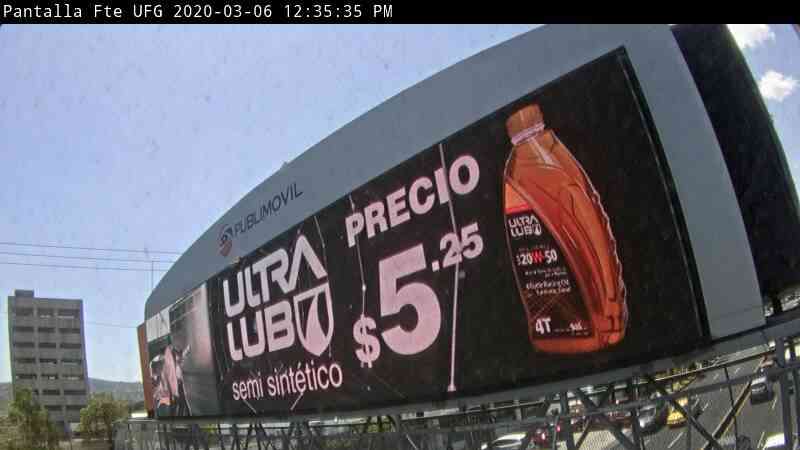 Pantalla Fte UFG 2020-03-06 12:35:35 PM
PUBLIMOVIL
ULTRA
LUB
semi sintético
PRECIO
$5.25
ULTRA
LUB
20W-50
4T